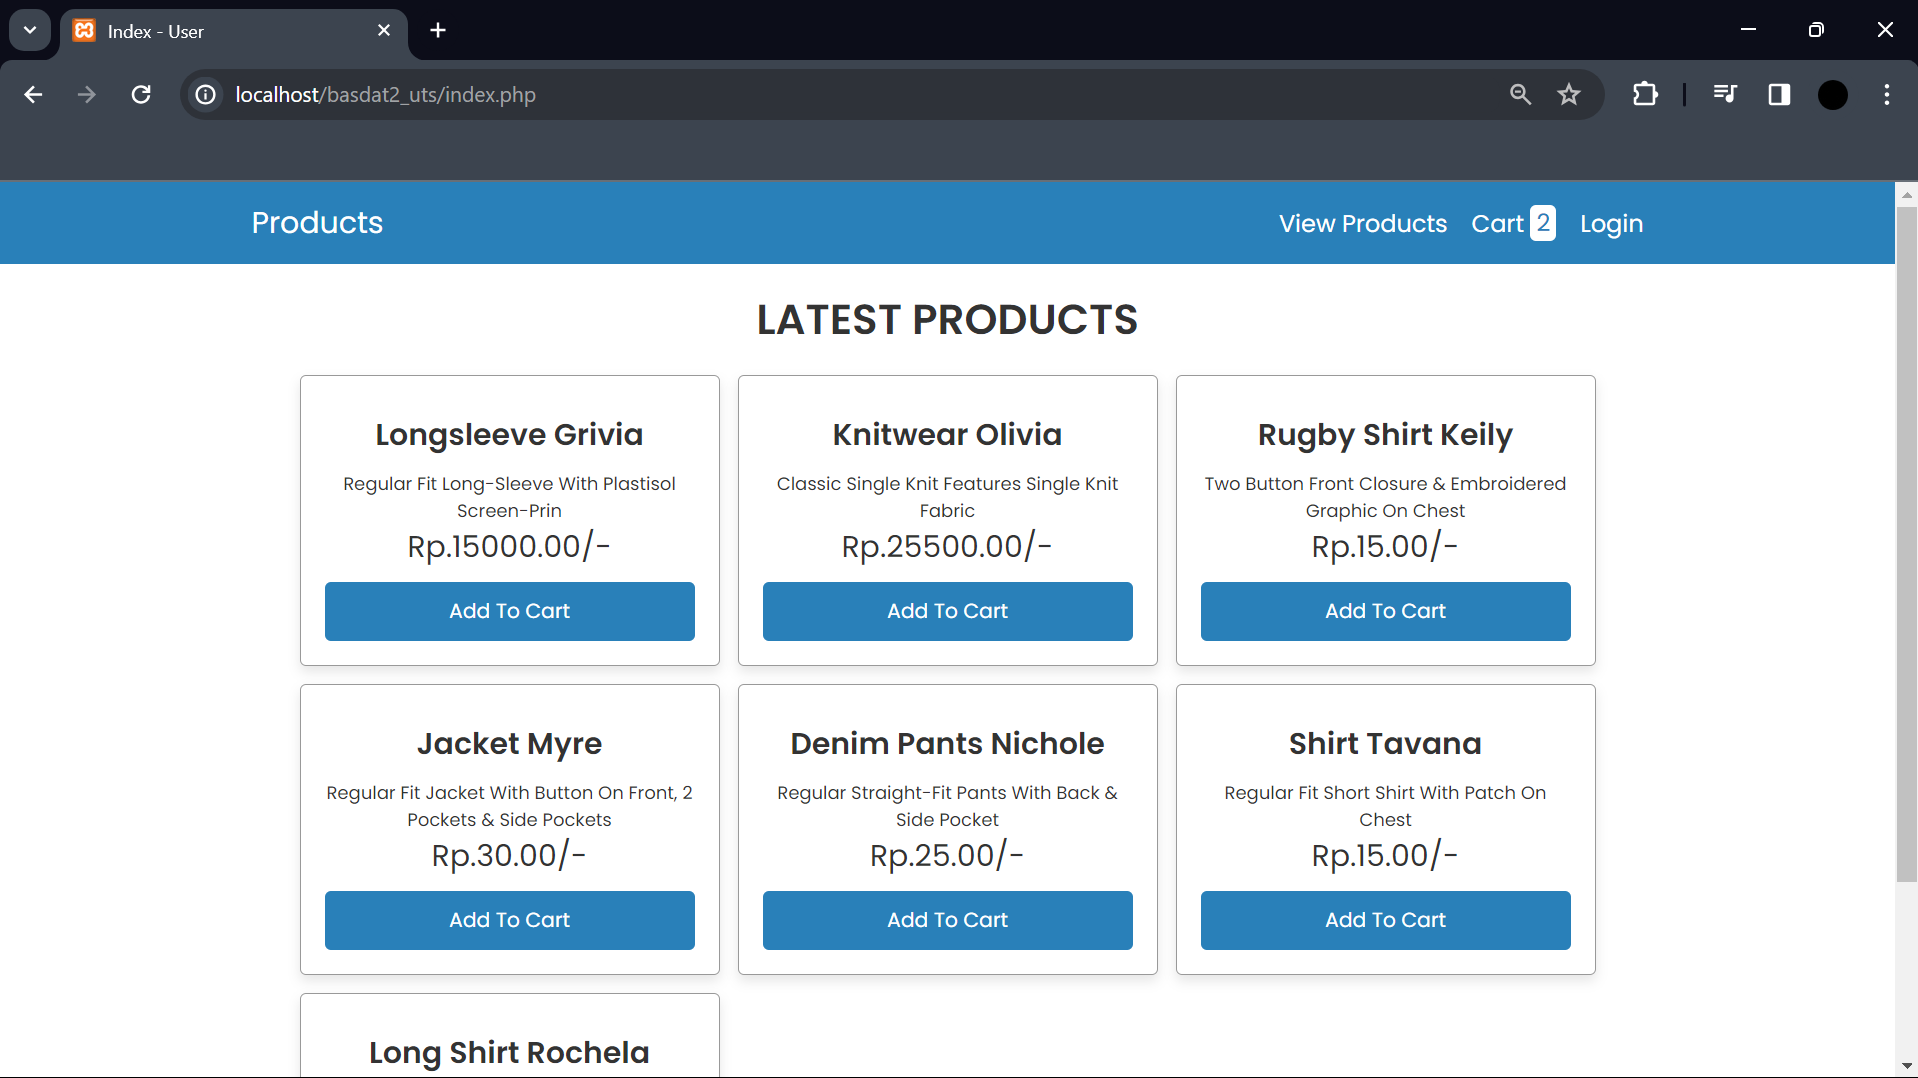 Index - User
localhost/basdat2_uts/index.php
Products
View Products Cart 2 Login
LATEST PRODUCTS
Longsleeve Grivia
Regular Fit Long-Sleeve With Plastisol
Screen-Prin
Rp.15000.00/-
Add To Cart
Knitwear Olivia
Classic Single Knit Features Single Knit
Fabric
Rp.25500.00/-
Add To Cart
Rugby Shirt Keily
Two Button Front Closure & Embroidered
Graphic On Chest
Rp.15.00/-
Add To Cart
Jacket Myre
Regular Fit Jacket With Button On Front, 2
Pockets & Side Pockets
Rp.30.00/-
Add To Cart
Denim Pants Nichole
Regular Straight-Fit Pants With Back &
Side Pocket
Rp.25.00/-
Add To Cart
Shirt Tavana
Regular Fit Short Shirt With Patch On
Chest
Rp.15.00/-
Add To Cart
Long Shirt Rochela